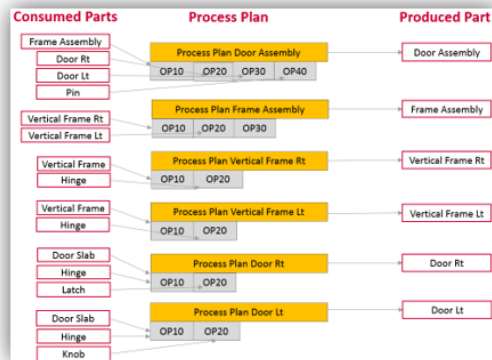 Consumed Parts Process Plan Produced Part
Frame Assembly
Door Rt
Door Lt
Pin
Process Plan Door Assembly
OP10 OP20 OP30 OP40
Door Assembly
Vertical Frame Rt
Vertical Frame Lt
Process Plan Frame Assembly
OP10 OP20 OP30
Frame Assembly
Vertical Frame
Hinge
Process Plan Vertical Frame Rt
OP10 OP20
Vertical Frame Rt
Vertical Frame
Hinge
Process Plan Vertical Frame Lt
OP10 OP20
Vertical Frame Lt
Door Slab
Hinge
Latch
Process Plan Door Rt
OP10 OP20
Door Rt
Door Slab
Hinge
Knob
Process Plan Door Lt
OP10 OP20
Door Lt